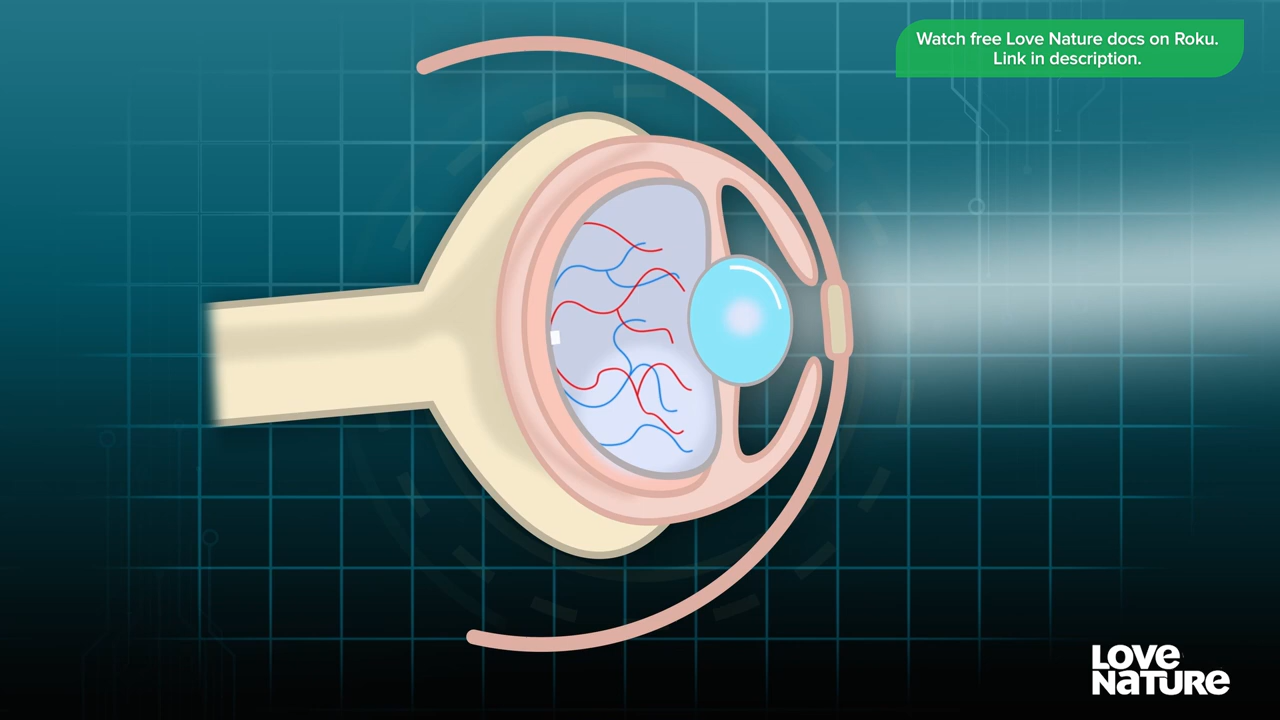 Watch free Love Nature docs on Roku.
Link in description.
LOVE
NATURE